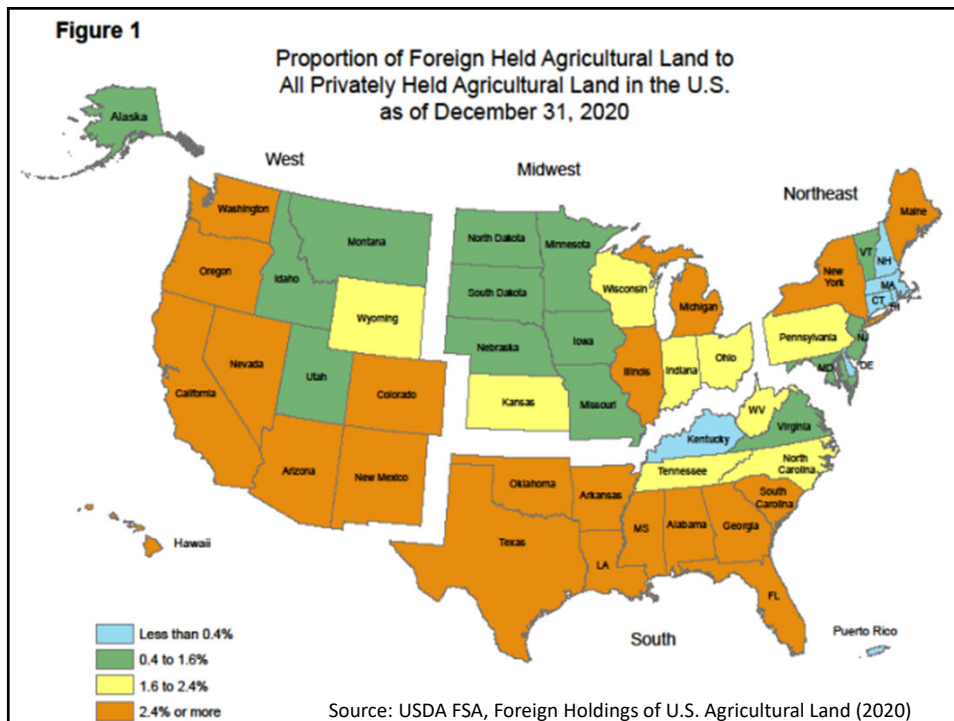 Figure 1
Proportion of Foreign Held Agricultural Land to
All Privately Held Agricultural Land in the U.S.
as of December 31, 2020
Alaska
West
Midwest
Northeast
Washington
Montana
Oregon
Idaho
Wyoming
Nevada
Utah
California
Colorado
Arizona
New Mexico
Hawaii
North Dakota
Minnesota
South Dakota
Wisconsin
Michigan
Nebraska
Iowa
Illinois
Indiana
Ohio
Kansas
Missouri
Maine
VT
NH
New
York
MA
CT
RI
Pennsylvania
NJ
MD
DE
WV
Virginia
Kentucky
Tennessee
North
Carolina
Oklahoma
Arkansas
South
Carolina
Texas
MS
Alabama
Georgia
LA
FL
South
Puerto Rico
Less than 0.4%
0.4 to 1.6%
1.6 to 2.4%
2.4% or more
Source: USDA FSA, Foreign Holdings of U.S. Agricultural Land (2020)